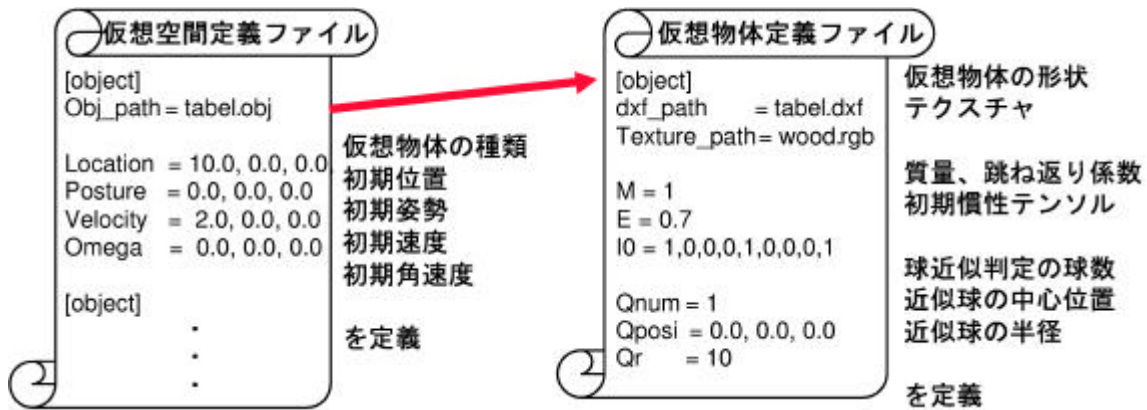 仮想空間定義ファイル
[object]
Obj_path = tabel.obj
Location = 10.0, 0.0, 0.0
Posture = 0.0, 0.0, 0.0
Velocity = 2.0, 0.0, 0.0
Omega = 0.0, 0.0, 0.0
[object]
・
・
・
仮想物体の種類
初期位置
初期姿勢
初期速度
初期角速度
を定義
仮想物体定義ファイル
[object]
dxf_path = tabel.dxf
Texture_path= wood.rgb
M = 1
E = 0.7
I0 = 1,0,0,0,1,0,0,0,1
Qnum = 1
Qposi = 0.0, 0.0, 0.0
Qr = 10
仮想物体の形状
テクスチャ
質量、跳ね返り係数
初期慣性テンソル
球近似判定の球数
近似球の中心位置
近似球の半径
を定義